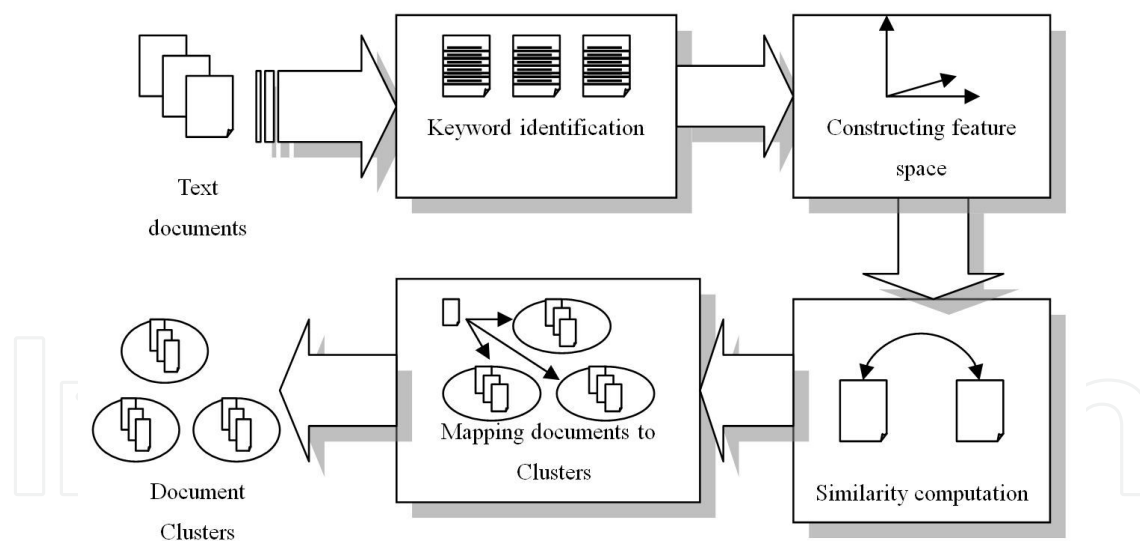 Keyword identification
Constructing feature
space
Text
documents
Mapping documents to
Clusters
Similarity computation
Document
Clusters